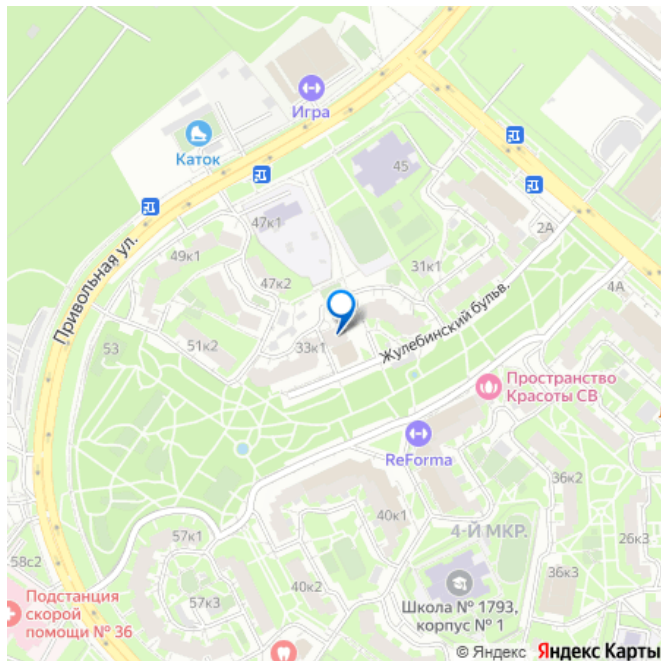 Игра
Каток
45
47к1
2А
Привольная ул.
49к1
31к1
47к2
4А
Жулебинский бульв.
53
51к2
33к1
Пространство
Красоты СВ
ReForma
36к2
40к1
4-Й МКР.
57к1
26к3
58с2
36к3
40к2
57к3
Подстанция
скорой
помощи № 36
Школа № 1793,
корпус № 1
© Яндекс Яндекс Карты